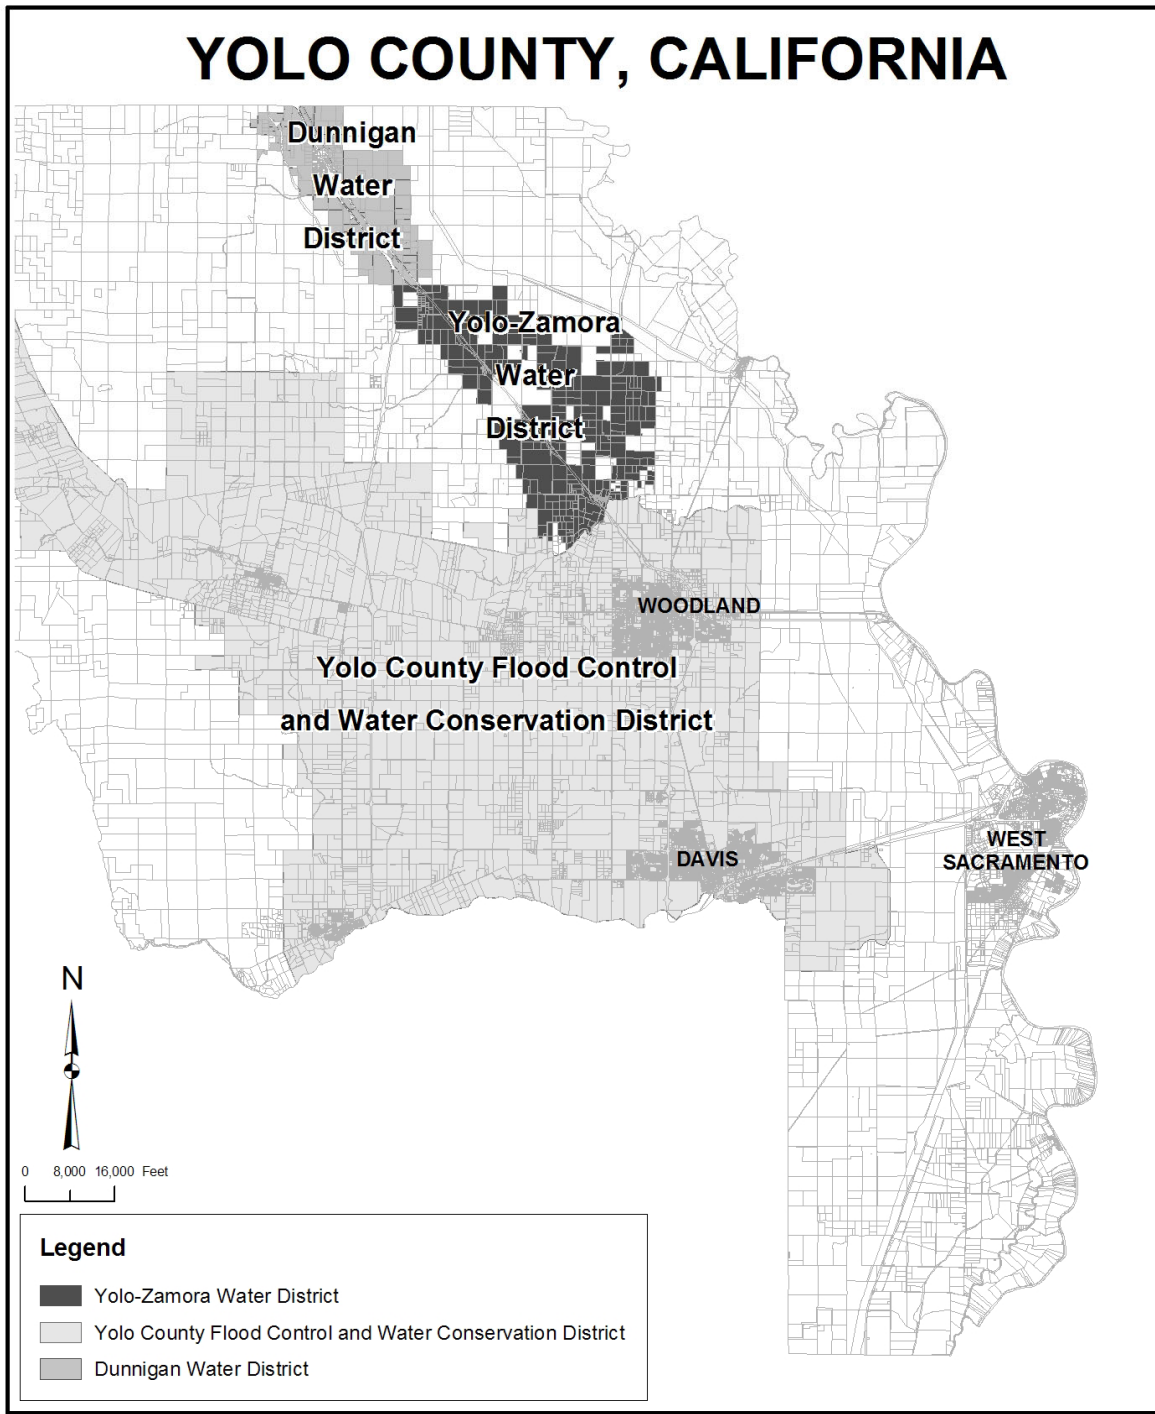 YOLO COUNTY, CALIFORNIA
Dunnigan
Water
District
Yolo-Zamora
Water
District
WOODLAND
Yolo County Flood Control
and Water Conservation District
DAVIS
WEST
SACRAMENTO
N
0 8,000 16,000 Feet
Legend
Yolo-Zamora Water District
Yolo County Flood Control and Water Conservation District
Dunnigan Water District